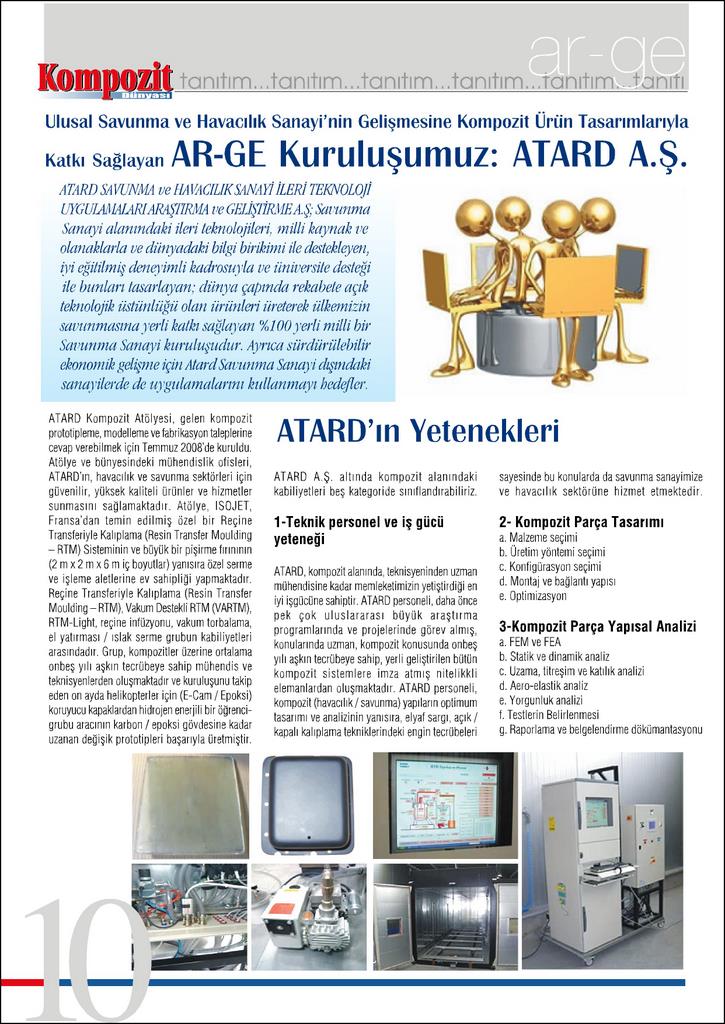 ar-ge
Kompozit
Dünyası
tanıtım...tanıtım...tanıtım...tanıtım...tanıtım...tanıtı
Ulusal Savunma ve Havacılık Sanayi'nin Gelişmesine Kompozit Ürün Tasarımlarıyla
Katkı Sağlayan AR-GE Kuruluşumuz: ATARD A.Ş.
ATARD SAVUNMA ve HAVACILIK SANAYİ İLERİ TEKNOLOJİ
UYGULAMALARI ARAŞTIRMA ve GELİŞTİRME A.Ş; Savunma
Sanayi alanındaki ileri teknolojileri, milli kaynak ve
olanaklarla ve dünyadaki bilgi birikimi ile destekleyen,
iyi eğitilmiş deneyimli kadrosuyla ve üniversite desteği
ile bunları tasarlayan; dünya çapında rekabete açık
teknolojik üstünlüğü olan ürünleri üreterek ülkemizin
savunmasına yerli katkı sağlayan %100 yerli milli bir
Savunma Sanayi kuruluşudur. Ayrıca sürdürülebilir
ekonomik gelişme için Atard Savunma Sanayi dışındaki
sanayilerde de uygulamalarını kullanmayı hedefler.
ATARD Kompozit Atölyesi, gelen kompozit
prototipleme, modelleme ve fabrikasyon taleplerine
cevap verebilmek için Temmuz 2008'de kuruldu.
Atölye ve bünyesindeki mühendislik ofisleri,
ATARD'ın, havacılık ve savunma sektörleri için
güvenilir, yüksek kaliteli ürünler ve hizmetler
sunmasını sağlamaktadır. Atölye, ISOJET,
Fransa'dan temin edilmiş özel bir Reçine
Transferiyle Kalıplama (Resin Transfer Moulding
– RTM) Sisteminin ve büyük bir pişirme fırınının
(2 m x 2 m x 6 m iç boyutlar) yanısıra özel serme
ve işleme aletlerine ev sahipliği yapmaktadır.
Reçine Transferiyle Kalıplama (Resin Transfer
Moulding – RTM), Vakum Destekli RTM (VARTM),
RTM-Light, reçine infüzyonu, vakum torbalama,
el yatırması / ıslak serme grubun kabiliyetleri
arasındadır. Grup, kompozitler üzerine ortalama
onbeş yılı aşkın tecrübeye sahip mühendis ve
teknisyenlerden oluşmaktadır ve kuruluşunu takip
eden on ayda helikopterler için (E-Cam / Epoksi)
koruyucu kapaklardan hidrojen enerjili bir öğrenci-
grubu aracının karbon / epoksi gövdesine kadar
uzanan değişik prototipleri başarıyla üretmiştir.
ATARD'ın Yetenekleri
ATARD A.Ş. altında kompozit alanındaki
kabiliyetleri beş kategoride sınıflandırabiliriz.
1-Teknik personel ve iş gücü
yeteneği
ATARD, kompozit alanında, teknisyeninden uzman
mühendisine kadar memleketimizin yetiştirdiği en
iyi işgücüne sahiptir. ATARD personeli, daha önce
pek çok uluslararası büyük araştırma
programlarında ve projelerinde görev almış,
konularında uzman, kompozit konusunda onbeş
yılı aşkın tecrübeye sahip, yerli geliştirilen bütün
kompozit sistemlere imza atmış nitelikli
elemanlardan oluşmaktadır. ATARD personeli,
kompozit (havacılık / savunma) yapıların optimum
tasarımı ve analizinin yanısıra, elyaf sargı, açık /
kapalı kalıplama tekniklerindeki engin tecrübeleri
sayesinde bu konularda da savunma sanayimize
ve havacılık sektörüne hizmet etmektedir.
2- Kompozit Parça Tasarımı
a. Malzeme seçimi
b. Üretim yöntemi seçimi
c. Konfigürasyon seçimi
d. Montaj ve bağlantı yapısı
e. Optimizasyon
3-Kompozit Parça Yapısal Analizi
a. FEM ve FEA
b. Statik ve dinamik analiz
c. Uzama, titreşim ve katılık analizi
d. Aero-elastik analiz
e. Yorgunluk analizi
f. Testlerin Belirlenmesi
g. Raporlama ve belgelendirme dökümantasyonu
10